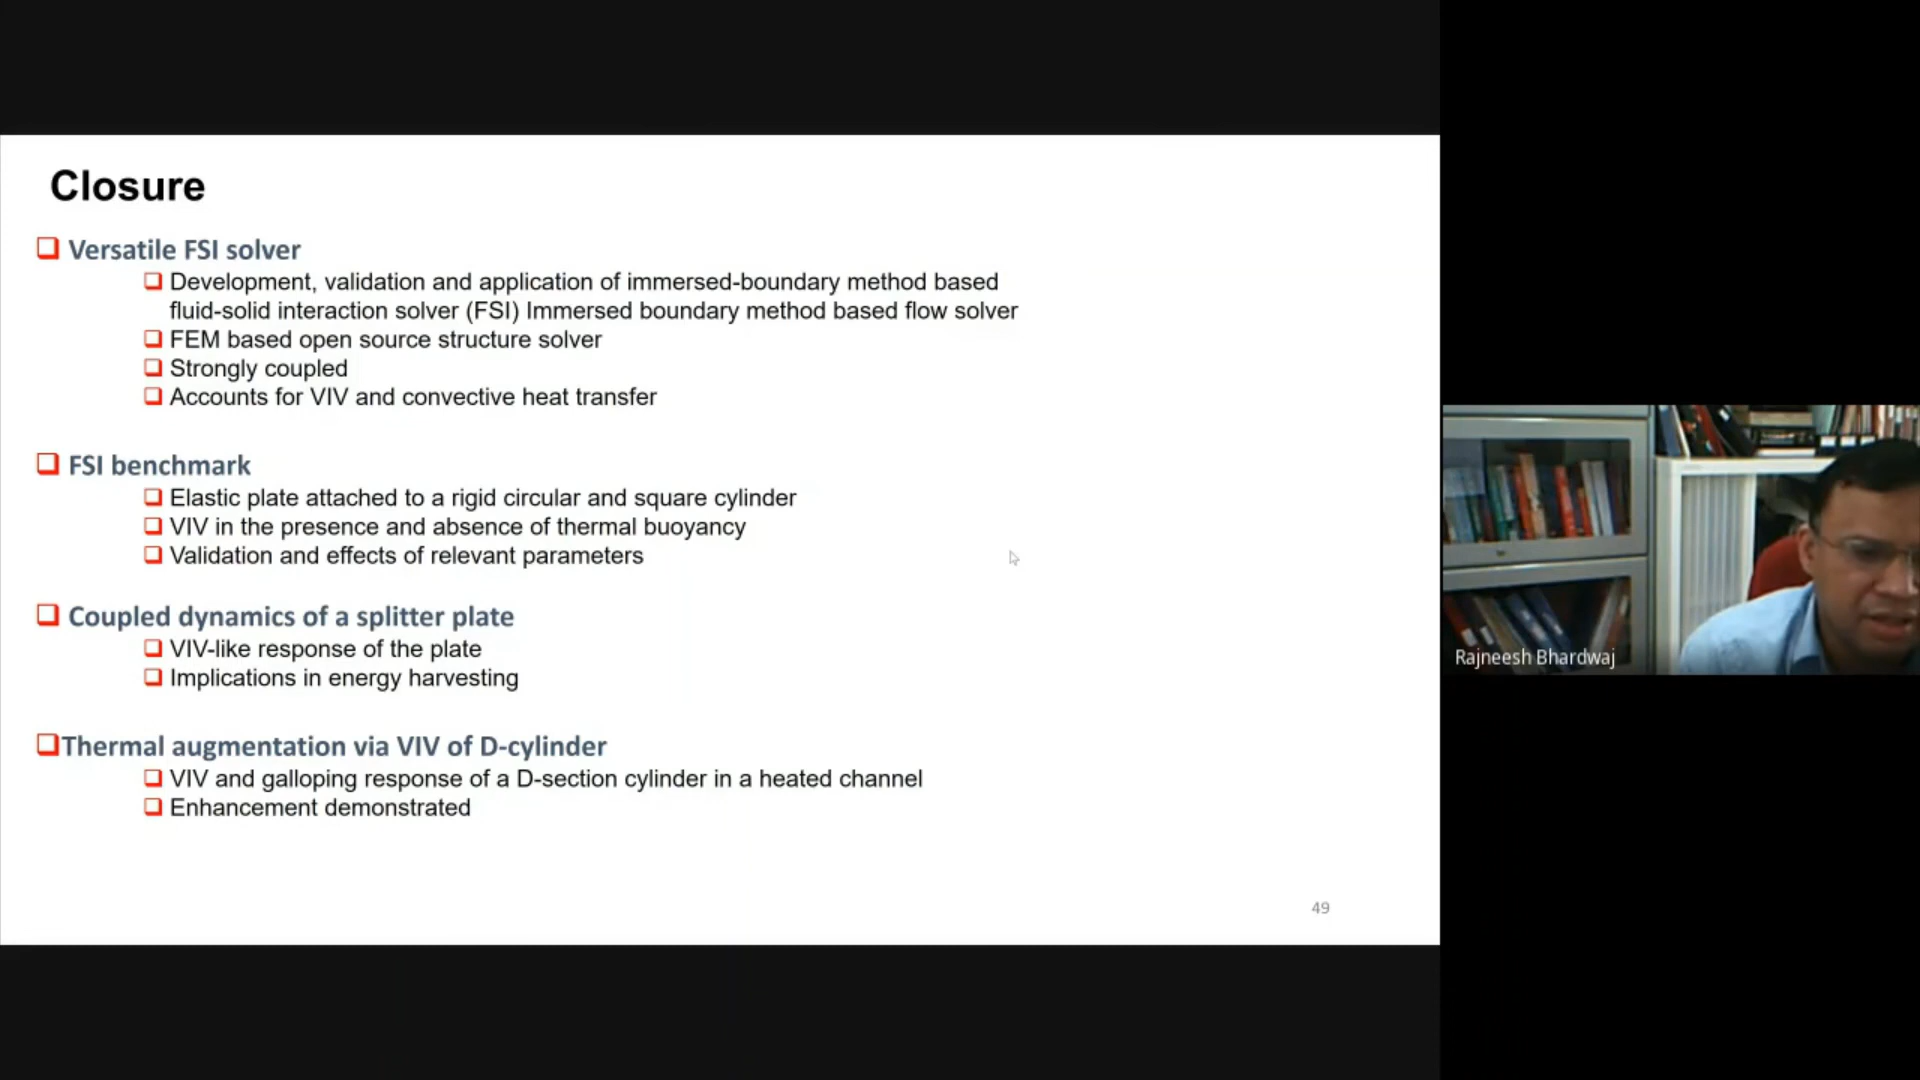 Closure
Versatile FSI solver
Development, validation and application of immersed-boundary method based
fluid-solid interaction solver (FSI) Immersed boundary method based flow solver
FEM based open source structure solver
Strongly coupled
Accounts for VIV and convective heat transfer
FSI benchmark
Elastic plate attached to a rigid circular and square cylinder
VIV in the presence and absence of thermal buoyancy
Validation and effects of relevant parameters
Coupled dynamics of a splitter plate
VIV-like response of the plate
Implications in energy harvesting
Thermal augmentation via VIV of D-cylinder
VIV and galloping response of a D-section cylinder in a heated channel
Enhancement demonstrated
49
Rajneesh Bhardwaj